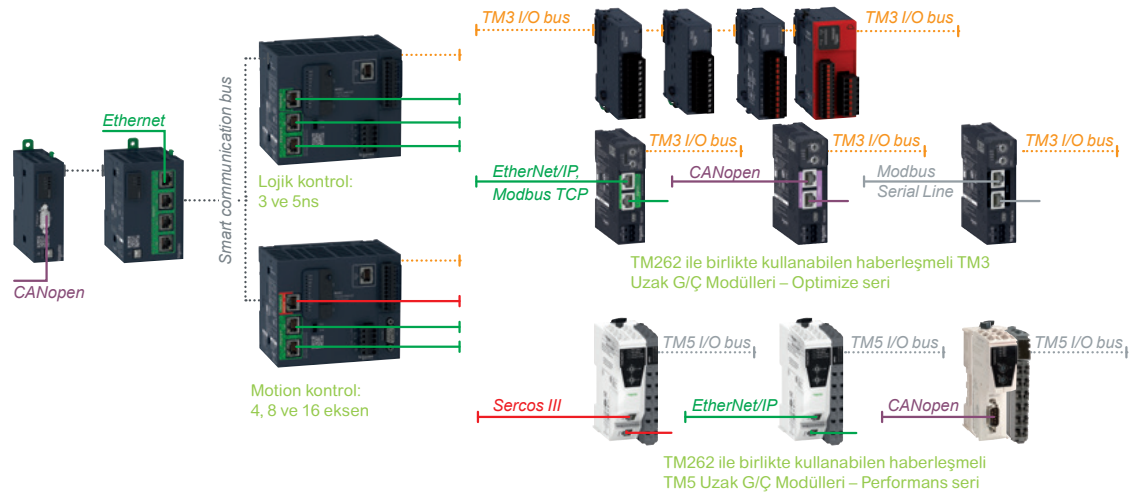 TM3 I/O bus
TM3 I/O bus
Ethernet
Smart communication bus
CANopen
Lojik kontrol:
3 ve 5ns
Motion kontrol:
4, 8 ve 16 eksen
TM3 I/O bus
TM3 I/O bus
TM3 I/O bus
EtherNet/IP,
Modbus TCP
CANopen
Modbus
Serial Line
TM262 ile birlikte kullanabilen haberleşmeli TM3
Uzak G/Ç Modülleri – Optimize seri
TM5 I/O bus
TM5 I/O bus
TM5 I/O bus
Sercos III
EtherNet/IP
CANopen
TM262 ile birlikte kullanabilen haberleşmeli
TM5 Uzak G/Ç Modülleri – Performans seri